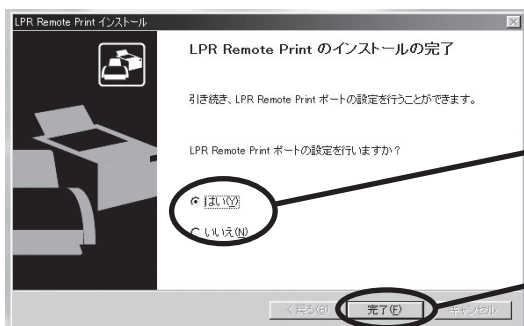 LPR Remote Print インストール
LPR Remote Print のインストールの完了
引き続き、LPR Remote Print ポートの設定を行うことができます。
LPR Remote Print ポートの設定を行いますか？
はい(Y)
いいえ(N)
< 戻る(B)
完了(F)
キャンセル